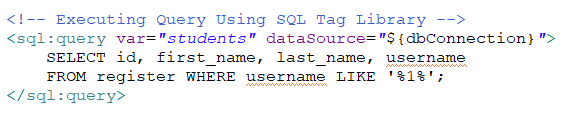 <!-- Executing Query Using SQL Tag Library -->
<sql:query var="students" dataSource="${dbConnection}">
SELECT id, first_name, last_name, username
FROM register WHERE username LIKE '%1%';
</sql:query>